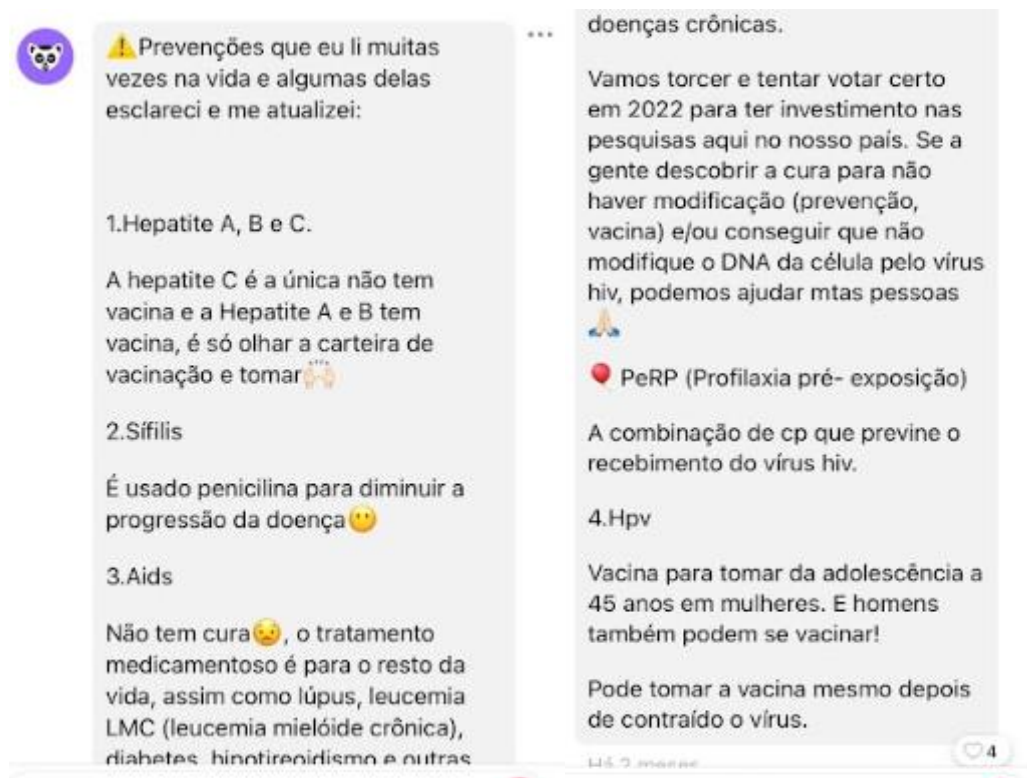 ⚠️Prevenções que eu li muitas
vezes na vida e algumas delas
esclareci e me atualizei:
1.Hepatite A, B e C.
A hepatite C é a única não tem
vacina e a Hepatite A e B tem
vacina, é só olhar a carteira de
vacinação e tomar🙌🏻
2.Sífilis
É usado penicilina para diminuir a
progressão da doença😶
3.Aids
Não tem cura😟, o tratamento
medicamentoso é para o resto da
vida, assim como lúpus, leucemia
LMC (leucemia mielóide crônica),
diabetes, hipotireoidismo e outras
doenças crônicas.
Vamos torcer e tentar votar certo
em 2022 para ter investimento nas
pesquisas aqui no nosso país. Se a
gente descobrir a cura para não
haver modificação (prevenção,
vacina) e/ou conseguir que não
modifique o DNA da célula pelo vírus
hiv, podemos ajudar mtas pessoas
🙏🏻
🎈 PeRP (Profilaxia pré- exposição)
A combinação de cp que previne o
recebimento do vírus hiv.
4.Hpv
Vacina para tomar da adolescência a
45 anos em mulheres. E homens
também podem se vacinar!
Pode tomar a vacina mesmo depois
de contraído o vírus.
4
Há 2 meses